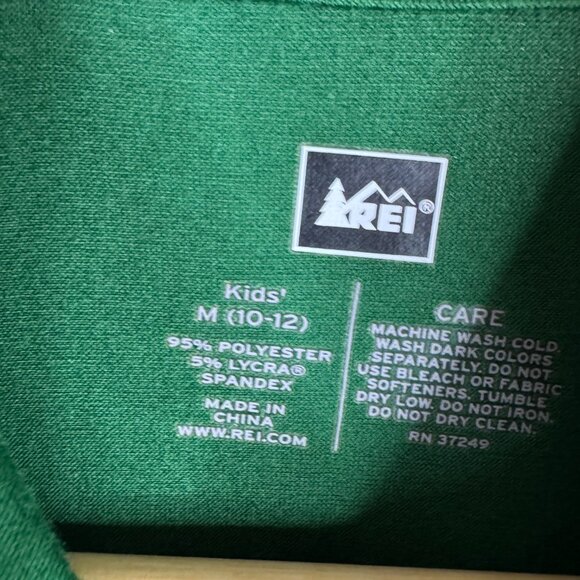 REI®
Kids'
M (10-12)
95% POLYESTER
5% LYCRA®
SPANDEX
MADE IN
CHINA
WWW.REI.COM
CARE
MACHINE WASH COLD.
WASH DARK COLORS
SEPARATELY. DO NOT
USE BLEACH OR FABRIC
SOFTENERS. TUMBLE
DRY LOW. DO NOT IRON.
DO NOT DRY CLEAN.
RN 37249